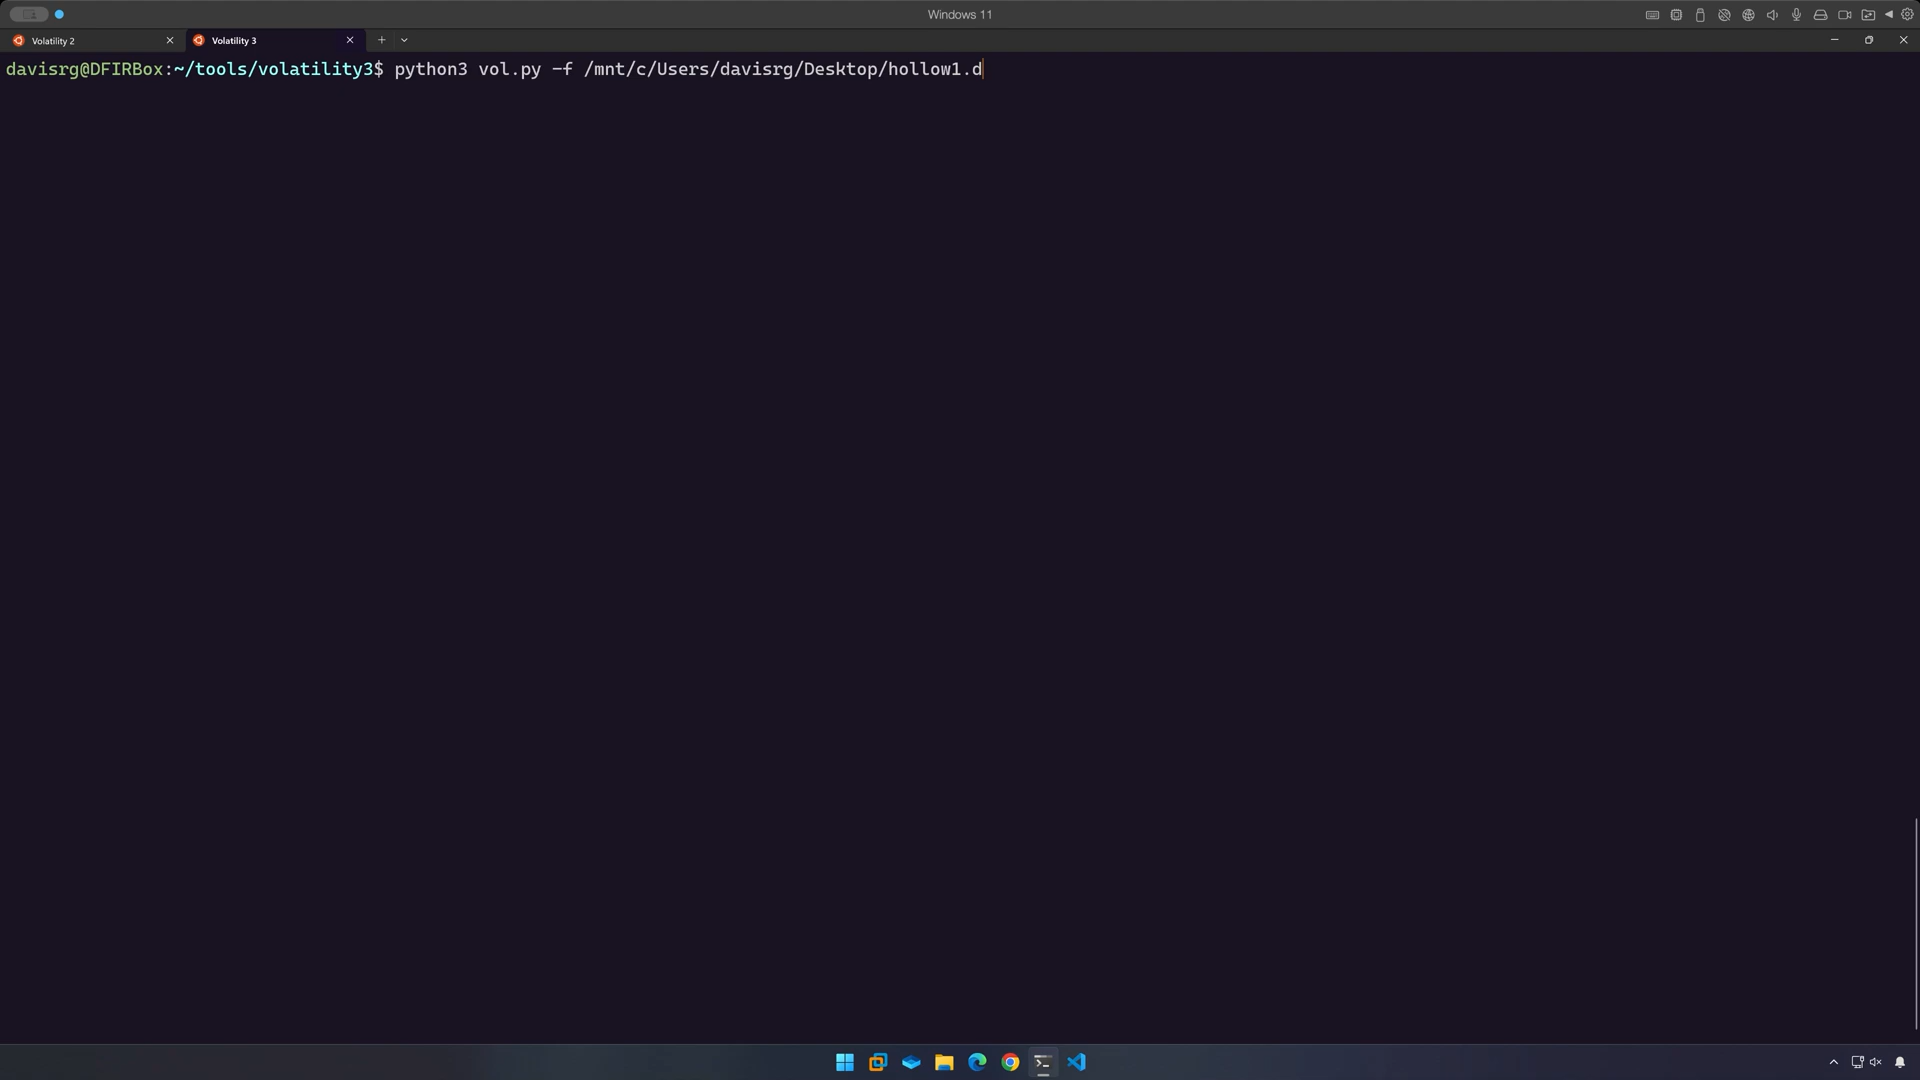 Windows 11
Volatility 2
Volatility 3
davisrg@DFIRBox:~/tools/volatility3$ python3 vol.py -f /mnt/c/Users/davisrg/Desktop/hollow1.d